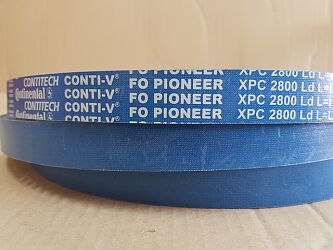 CONTITECH CONTI-V® FO PIONEER XPC 2800 Ld L=L
Continental CONTI-V® FO PIONEER XPC 2800 Ld L=L
CONTITECH CONTI-V® FO PIONEER XPC 2800 Ld L=L
Continental